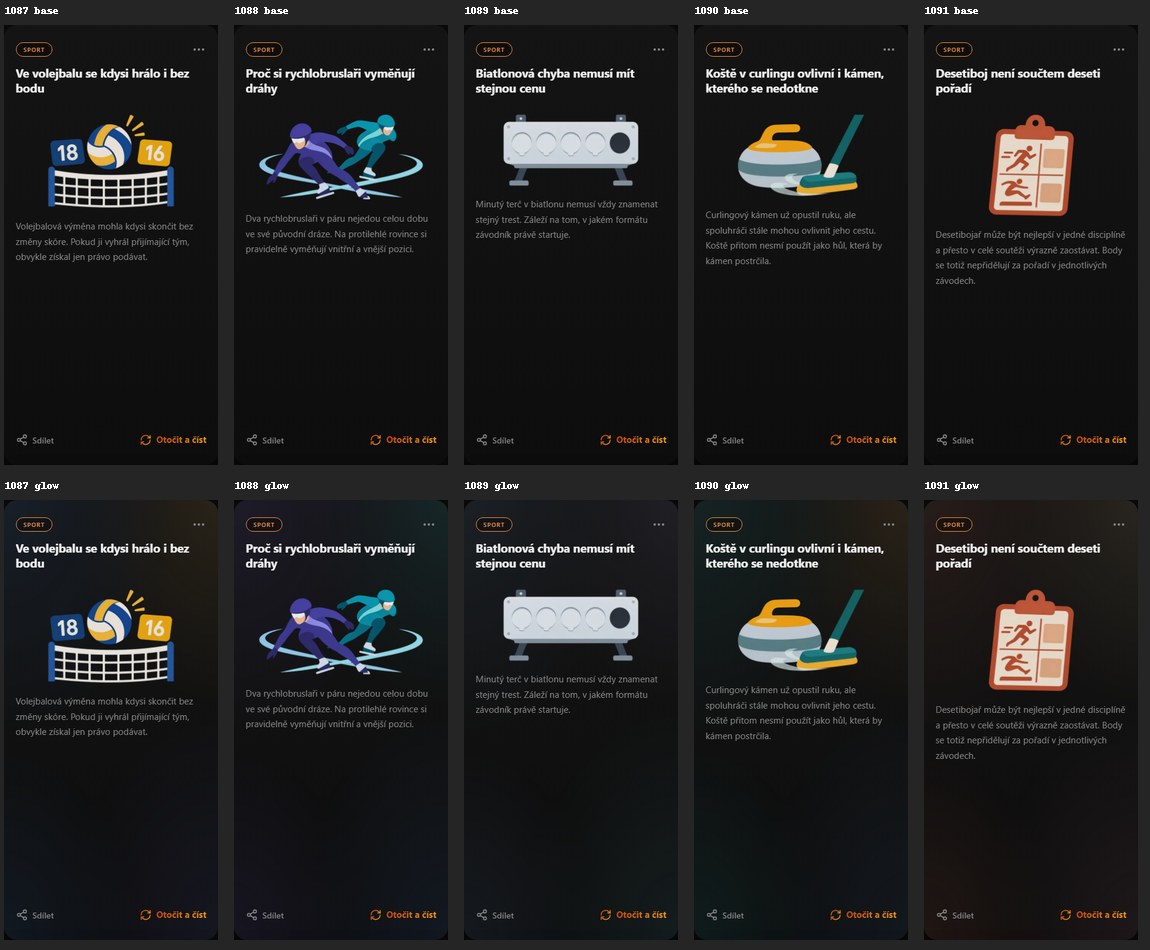 1087 base
SPORT
Ve volejbalu se kdysi hrálo i bez
bodu
18
16
Volejbalová výměna mohla kdysi skončit bez
změny skóre. Pokud ji vyhrál přijímající tým,
obvykle získal jen právo podávat.
Sdílet
Otočit a číst
1088 base
SPORT
Proč si rychlobruslaři vyměňují
dráhy
Dva rychlobruslaři v páru nejedou celou dobu
ve své původní dráze. Na protilehlé rovince si
pravidelně vyměňují vnitřní a vnější pozici.
Sdílet
Otočit a číst
1089 base
SPORT
Biatlonová chyba nemusí mít
stejnou cenu
Minutý terč v biatlonu nemusí vždy znamenat
stejný trest. Záleží na tom, v jakém formátu
závodník právě startuje.
Sdílet
Otočit a číst
1090 base
SPORT
Koště v curlingu ovlivní i kámen,
kterého se nedotkne
Curlingový kámen už opustil ruku, ale
spoluhráči stále mohou ovlivnit jeho cestu.
Koště přitom nesmí použít jako hůl, která by
kámen postrčila.
Sdílet
Otočit a číst
1091 base
SPORT
Desetiboj není součtem deseti
pořadí
Desetibojař může být nejlepší v jedné disciplíně
a přesto v celé soutěži výrazně zaostávat. Body
se totiž nepřidělují za pořadí v jednotlivých
závodech.
Sdílet
Otočit a číst
1087 glow
SPORT
Ve volejbalu se kdysi hrálo i bez
bodu
18
16
Volejbalová výměna mohla kdysi skončit bez
změny skóre. Pokud ji vyhrál přijímající tým,
obvykle získal jen právo podávat.
Sdílet
Otočit a číst
1088 glow
SPORT
Proč si rychlobruslaři vyměňují
dráhy
Dva rychlobruslaři v páru nejedou celou dobu
ve své původní dráze. Na protilehlé rovince si
pravidelně vyměňují vnitřní a vnější pozici.
Sdílet
Otočit a číst
1089 glow
SPORT
Biatlonová chyba nemusí mít
stejnou cenu
Minutý terč v biatlonu nemusí vždy znamenat
stejný trest. Záleží na tom, v jakém formátu
závodník právě startuje.
Sdílet
Otočit a číst
1090 glow
SPORT
Koště v curlingu ovlivní i kámen,
kterého se nedotkne
Curlingový kámen už opustil ruku, ale
spoluhráči stále mohou ovlivnit jeho cestu.
Koště přitom nesmí použít jako hůl, která by
kámen postrčila.
Sdílet
Otočit a číst
1091 glow
SPORT
Desetiboj není součtem deseti
pořadí
Desetibojař může být nejlepší v jedné disciplíně
a přesto v celé soutěži výrazně zaostávat. Body
se totiž nepřidělují za pořadí v jednotlivých
závodech.
Sdílet
Otočit a číst